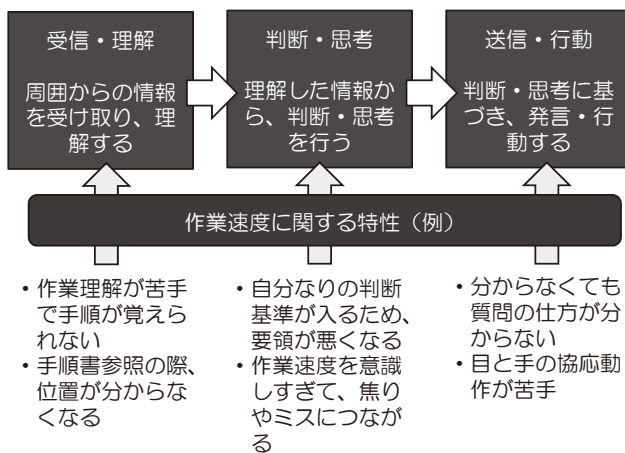 受信・理解
周囲からの情報
を受け取り、理
解する
判断・思考
理解した情報か
ら、判断・思考
を行う
送信・行動
判断・思考に基
づき、発言・行
動する
作業速度に関する特性（例）
・作業理解が苦手
で手順が覚えら
れない
・手順書参照の際、
位置が分からな
くなる
・自分なりの判断
基準が入るため、
要領が悪くなる
・作業速度を意識
しすぎて、焦り
やミスにつなが
る
・分からなくても
質問の仕方が分
からない
・目と手の協応動
作が苦手